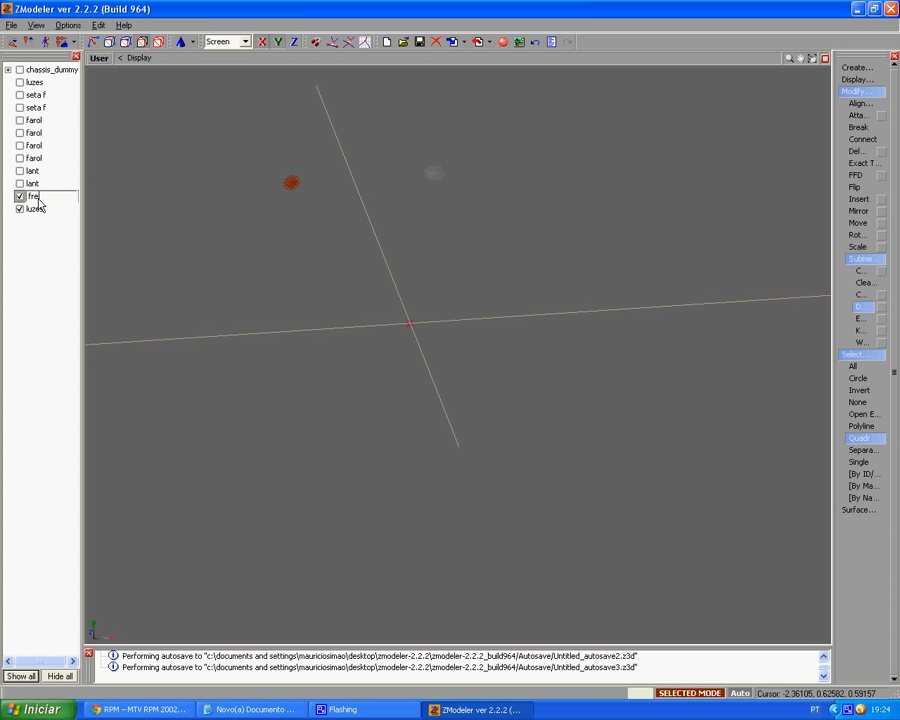 ZModeler ver 2.2.2 (Build 964)
File View Options Edit Help
Screen X Y Z
User < Display
chassis_dummy
luzes
seta f
seta f
farol
farol
farol
farol
lant
lant
fre
luzes
Show all Hide all
Create...
Display...
Modify...
Align...
Atta...
Break
Connect
Del...
Exact T...
FFD
Flip
Insert
Mirror
Move
Rot...
Scale
Subme...
C...
Clea...
C...
D...
E...
K...
W...
Select...
All
Circle
Invert
None
Open E...
Polyline
Quadr
Separa...
Single
[By ID/...
[By Ma...
[By Na...
Surface...
Performing autosave to "c:\documents and settings\mauriciosimao\desktop\zmodeler-2.2.2\zmodeler-2.2.2_build964/Autosave/Untitled_autosave2.z3d"
Performing autosave to "c:\documents and settings\mauriciosimao\desktop\zmodeler-2.2.2\zmodeler-2.2.2_build964/Autosave/Untitled_autosave3.z3d"
SELECTED MODE Auto Cursor: -2.36105, 0.62582, 0.59157
Iniciar RPM – MTV RPM 2002... Novo(a) Documento ... Flashing ZModeler ver 2.2.2 (... PT 19:24